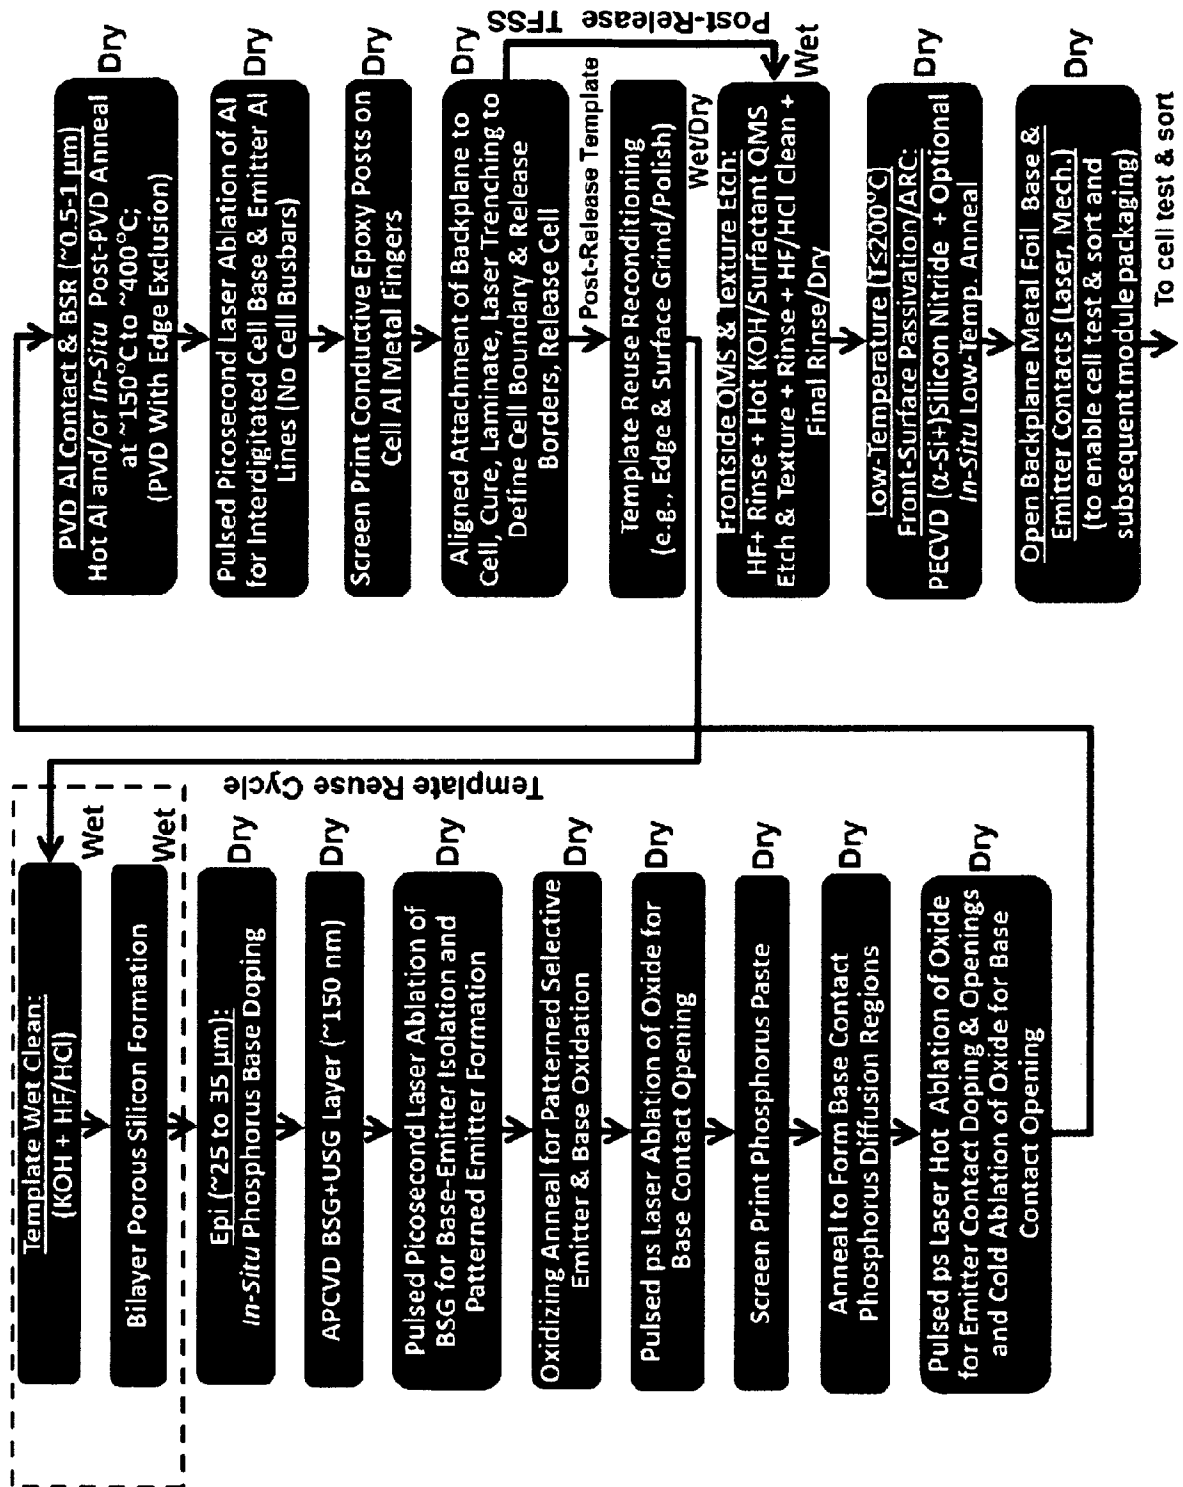 Template Wet Clean:
(KOH + HF/HCl)
Wet
Bilayer Porous Silicon Formation
Wet
Epi (~25 to 35 µm):
In-Situ Phosphorus Base Doping
Dry
APCVD BSG+USG Layer (~150 nm)
Dry
Pulsed Picosecond Laser Ablation of
BSG for Base-Emitter Isolation and
Patterned Emitter Formation
Dry
Oxidizing Anneal for Patterned Selective
Emitter & Base Oxidation
Dry
Pulsed ps Laser Ablation of Oxide for
Base Contact Opening
Dry
Screen Print Phosphorus Paste
Dry
Anneal to Form Base Contact
Phosphorus Diffusion Regions
Dry
Pulsed ps Laser Hot Ablation of Oxide
for Emitter Contact Doping & Openings
and Cold Ablation of Oxide for Base
Contact Opening
Dry
Template Reuse Cycle
PVD Al Contact & BSR (~0.5-1 µm)
Hot Al and/or In-Situ Post-PVD Anneal
at ~150°C to ~400°C;
(PVD With Edge Exclusion)
Dry
Pulsed Picosecond Laser Ablation of Al
for Interdigitated Cell Base & Emitter Al
Lines (No Cell Busbars)
Dry
Screen Print Conductive Epoxy Posts on
Cell Al Metal Fingers
Dry
Aligned Attachment of Backplane to
Cell, Cure, Laminate, Laser Trenching to
Define Cell Boundary & Release
Borders, Release Cell
Dry
Post-Release Template
Post-Release
TFSS
Template Reuse Reconditioning
(e.g., Edge & Surface Grind/Polish)
Wet/Dry
Frontside QMS & Texture Etch:
HF+ Rinse + Hot KOH/Surfactant QMS
Etch & Texture + Rinse + HF/HCl Clean +
Final Rinse/Dry
Wet
Low-Temperature (T≤200°C)
Front-Surface Passivation/ARC:
PECVD (α-Si+)Silicon Nitride + Optional
In-Situ Low-Temp. Anneal
Dry
Open Backplane Metal Foil Base &
Emitter Contacts (Laser, Mech.)
(to enable cell test & sort and
subsequent module packaging)
Dry
To cell test & sort